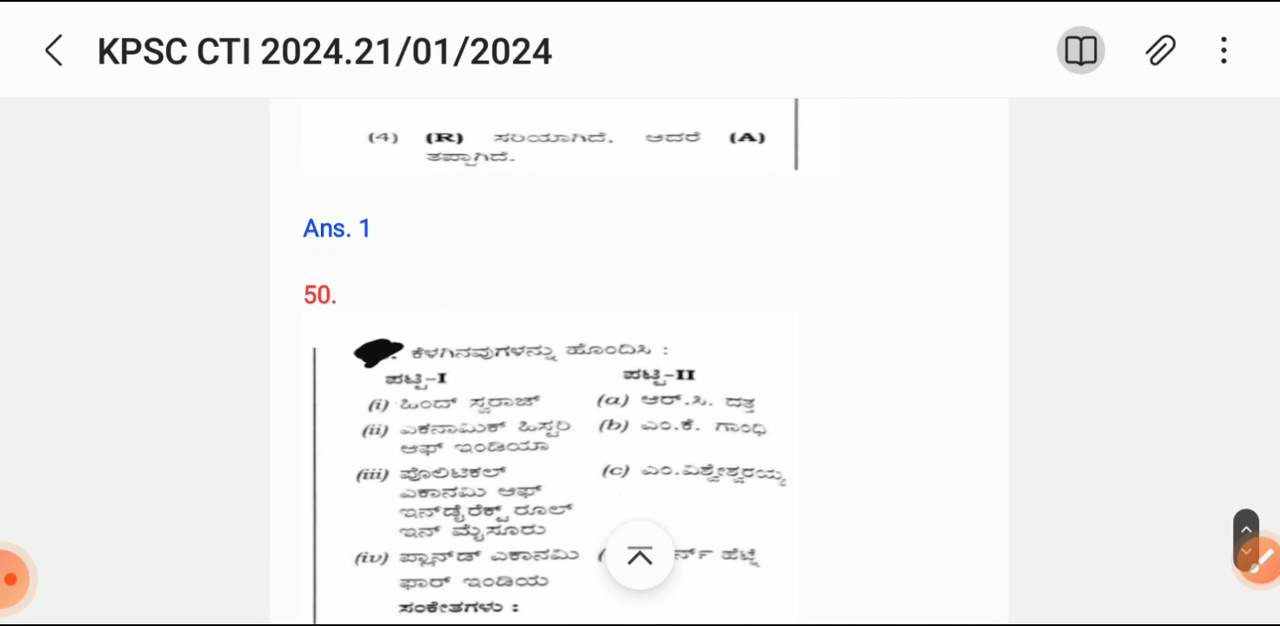 KPSC CTI 2024.21/01/2024
(4) (R) ಸರಿಯಾಗಿದೆ. ಆದರೆ (A)
ತಪ್ಪಾಗಿದೆ.
Ans. 1
50.
ಕೆಳಗಿನವುಗಳನ್ನು ಹೊಂದಿಸಿ :
ಪಟ್ಟಿ-I ಪಟ್ಟಿ-II
(i) ಹಿಂದ್ ಸ್ವರಾಜ್ (a) ಆರ್.ಸಿ. ದತ್ತ
(ii) ಎಕನಾಮಿಕ್ ಹಿಸ್ಟರಿ (b) ಎಂ.ಕೆ. ಗಾಂಧಿ
ಆಫ್ ಇಂಡಿಯಾ
(iii) ಪೊಲಿಟಿಕಲ್ (c) ಎಂ.ವಿಶ್ವೇಶ್ವರಯ್ಯ
ಎಕಾನಮಿ ಆಫ್
ಇನ್‌ಡೈರೆಕ್ಟ್ ರೂಲ್
ಇನ್ ಮೈಸೂರು
(iv) ಪ್ಲಾನ್‌ಡ್ ಎಕಾನಮಿ ( ರ್ನ್ ಹೆಟ್ನೆ
ಫಾರ್ ಇಂಡಿಯ
ಸಂಕೇತಗಳು :